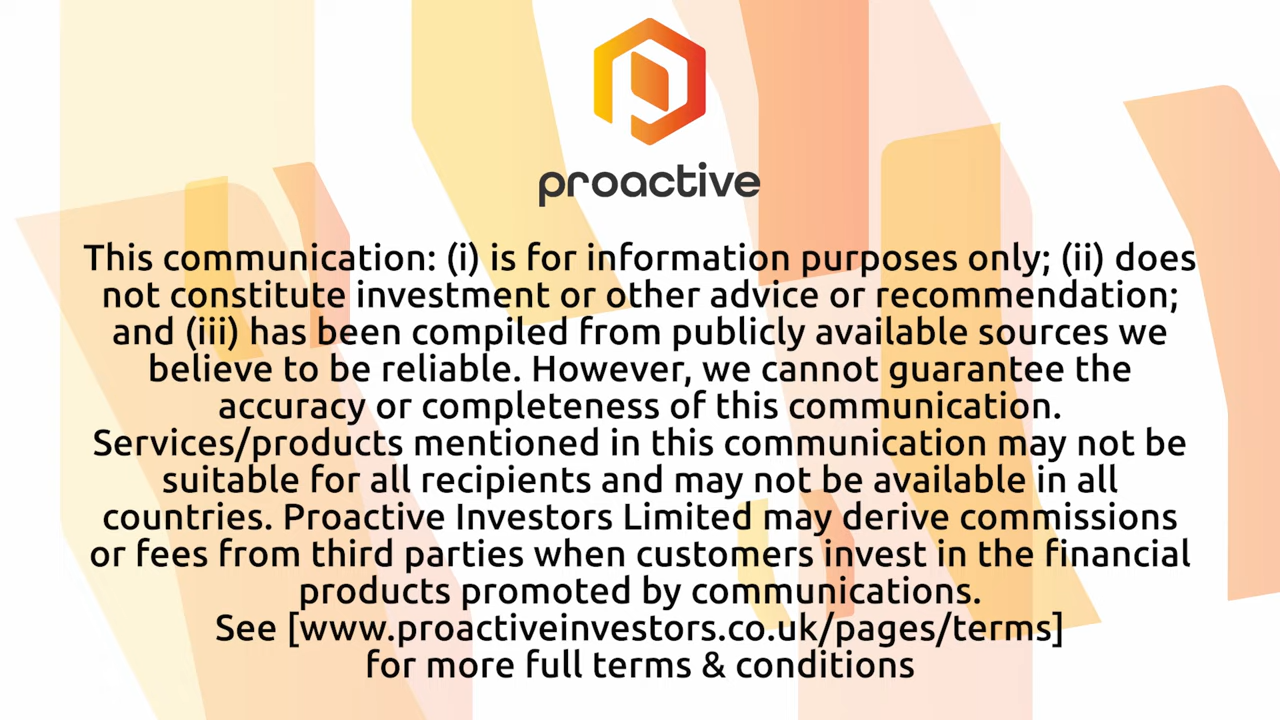 proactive
This communication: (i) is for information purposes only; (ii) does
not constitute investment or other advice or recommendation;
and (iii) has been compiled from publicly available sources we
believe to be reliable. However, we cannot guarantee the
accuracy or completeness of this communication.
Services/products mentioned in this communication may not be
suitable for all recipients and may not be available in all
countries. Proactive Investors Limited may derive commissions
or fees from third parties when customers invest in the financial
products promoted by communications.
See [www.proactiveinvestors.co.uk/pages/terms]
for more full terms & conditions